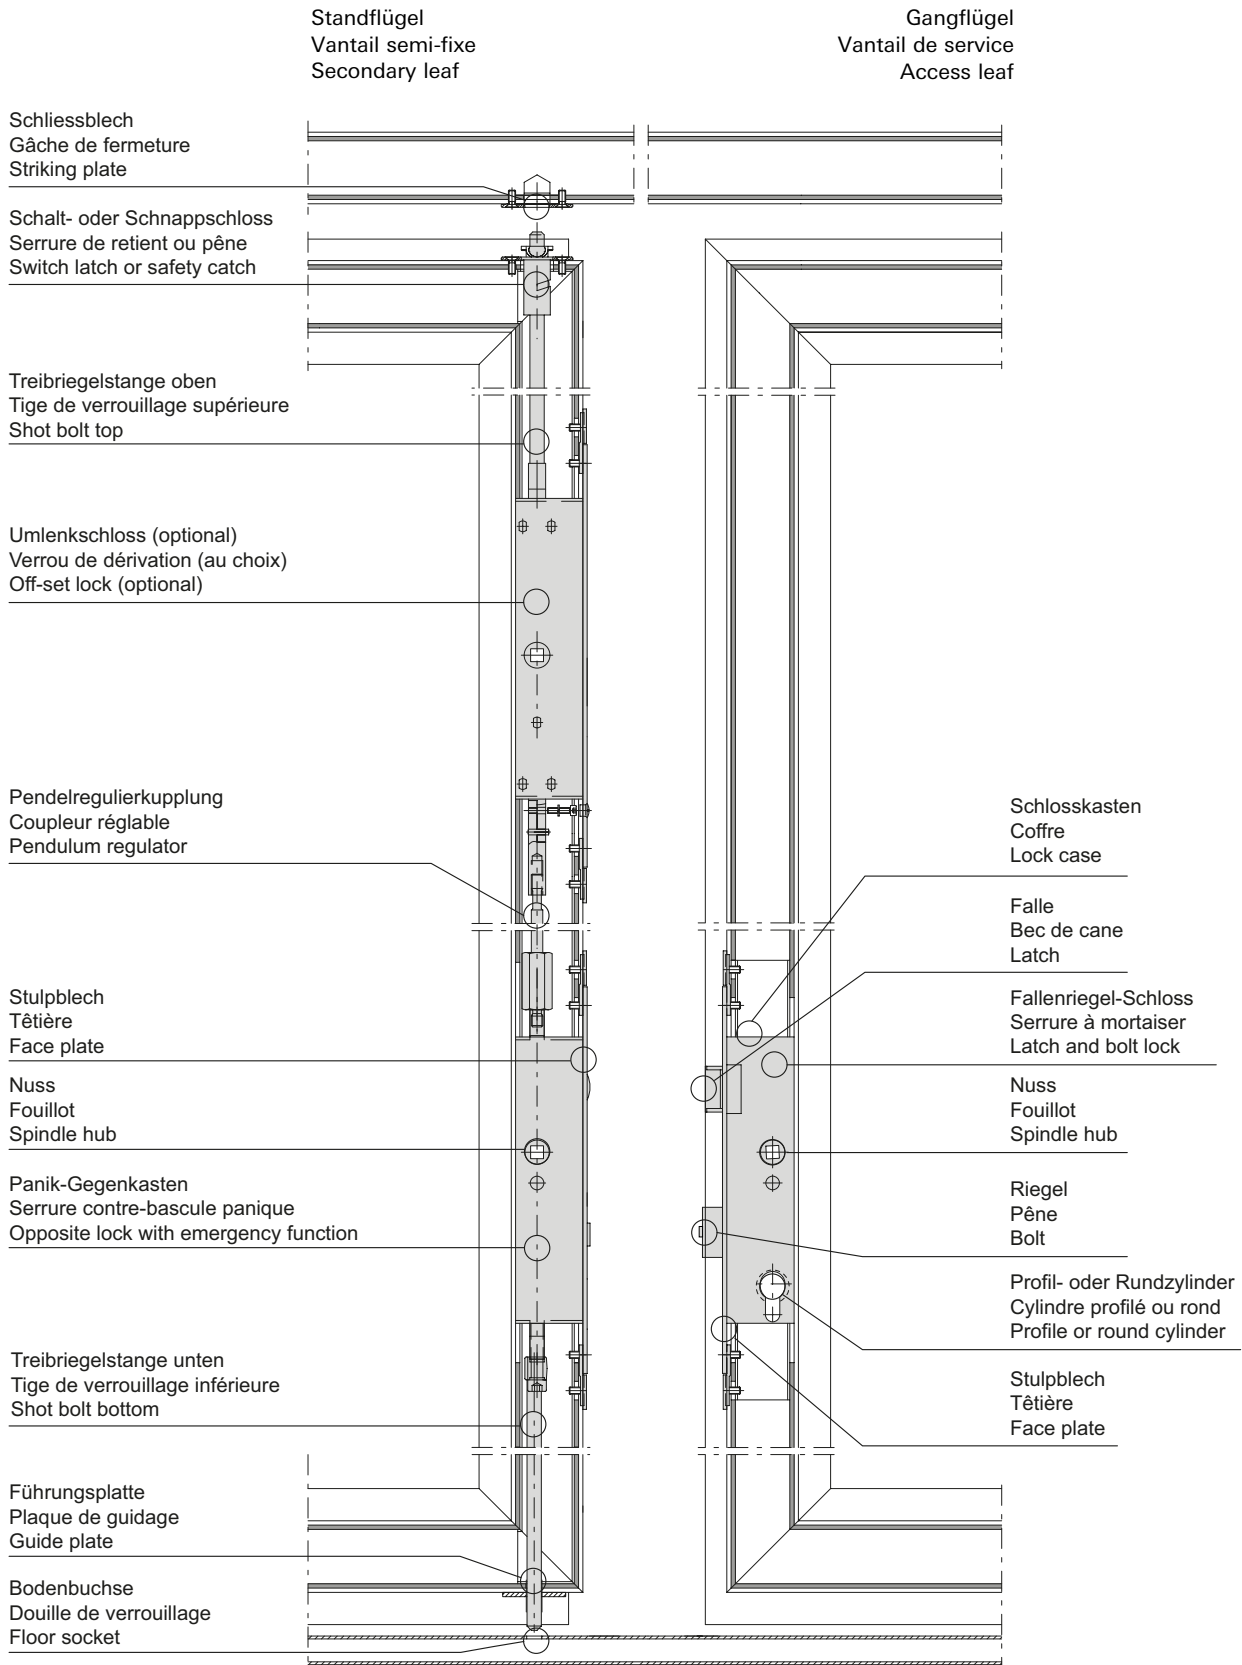 Standflügel
Vantail semi-fixe
Secondary leaf
Gangflügel
Vantail de service
Access leaf
Schliessblech
Gâche de fermeture
Striking plate
Schalt- oder Schnappschloss
Serrure de retient ou pêne
Switch latch or safety catch
Treibriegelstange oben
Tige de verrouillage supérieure
Shot bolt top
Umlenkschloss (optional)
Verrou de dérivation (au choix)
Off-set lock (optional)
Pendelregulierkupplung
Coupleur réglable
Pendulum regulator
Stulpblech
Têtière
Face plate
Nuss
Fouillot
Spindle hub
Panik-Gegenkasten
Serrure contre-bascule panique
Opposite lock with emergency function
Treibriegelstange unten
Tige de verrouillage inférieure
Shot bolt bottom
Führungsplatte
Plaque de guidage
Guide plate
Bodenbuchse
Douille de verrouillage
Floor socket
Schlosskasten
Coffre
Lock case
Falle
Bec de cane
Latch
Fallenriegel-Schloss
Serrure à mortaiser
Latch and bolt lock
Nuss
Fouillot
Spindle hub
Riegel
Pêne
Bolt
Profil- oder Rundzylinder
Cylindre profilé ou rond
Profile or round cylinder
Stulpblech
Têtière
Face plate